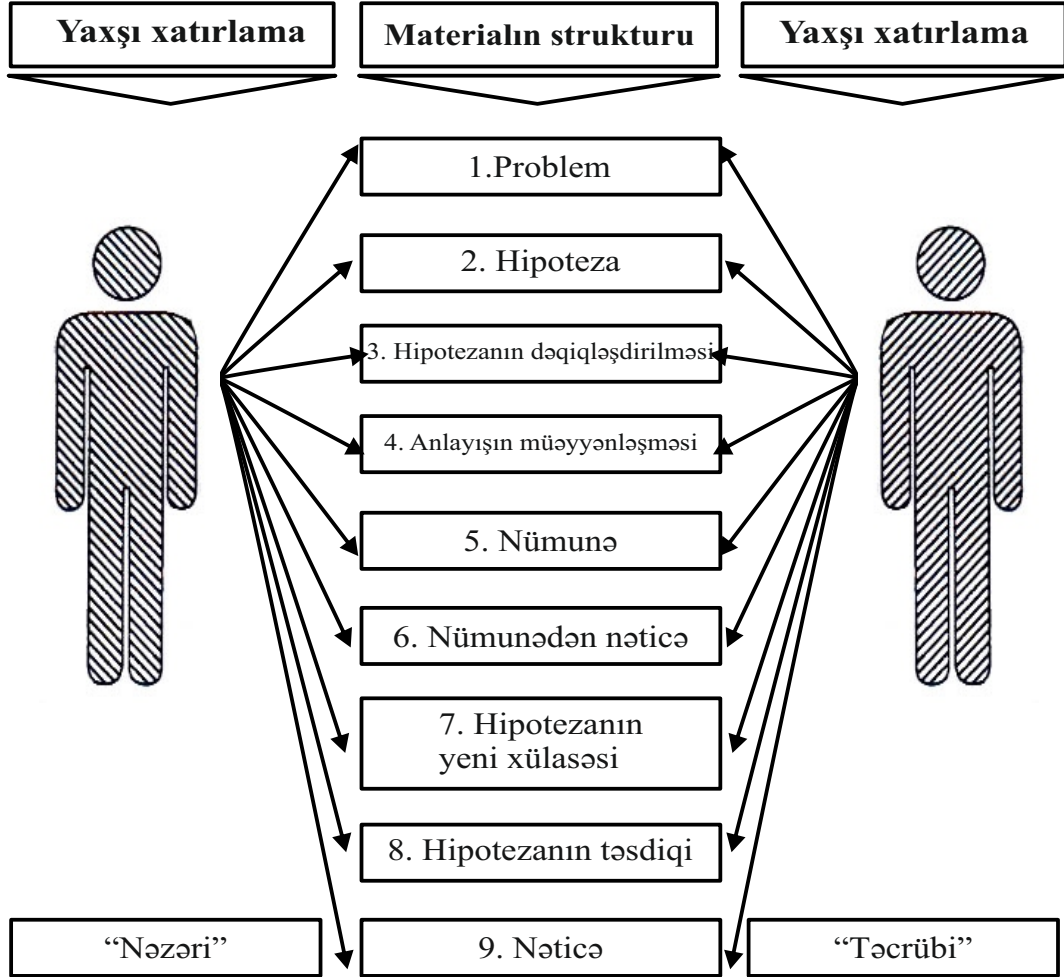 Yaxşı xatırlama
Materialın strukturu
Yaxşı xatırlama
1.Problem
2. Hipoteza
3. Hipotezanın dəqiqləşdirilməsi
4. Anlayışın müəyyənləşməsi
5. Nümunə
6. Nümunədən nəticə
7. Hipotezanın
yeni xülasəsi
8. Hipotezanın təsdiqi
“Nəzəri”
9. Nəticə
“Təcrübi”